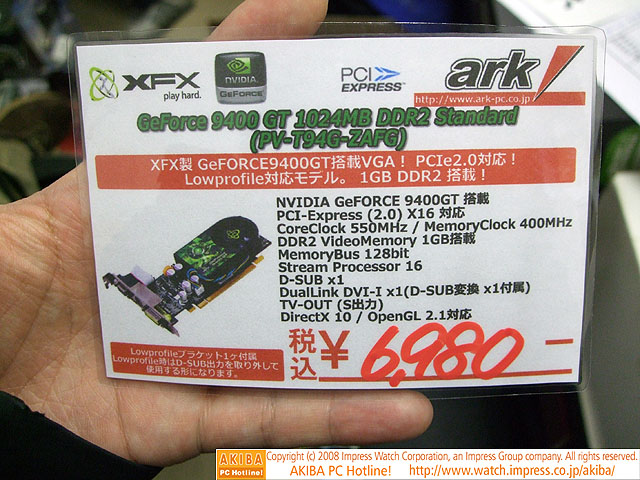 XFX
play hard.
NVIDIA
GEFORCE
PCI
EXPRESS
ark
http://www.ark-pc.co.jp
GeForce 9400 GT 1024MB DDR2 Standard
(PV-T94G-ZAFG)
XFX製 GeFORCE9400GT搭載VGA！ PCIe2.0対応！
Lowprofile対応モデル。 1GB DDR2 搭載！
NVIDIA GeFORCE 9400GT 搭載
PCI-Express (2.0) X16 対応
CoreClock 550MHz / MemoryClock 400MHz
DDR2 VideoMemory 1GB搭載
MemoryBus 128bit
Stream Processor 16
D-SUB x1
DualLink DVI-I x1(D-SUB変換 x1付属)
TV-OUT (S出力)
DirectX 10 / OpenGL 2.1対応
Lowprofileブラケット1ヶ付属
Lowprofile時はD-SUB出力を取り外して
使用する形になります。
税込 ¥ 6,980 −
AKIBA
PC Hotline!
Copyright (c) 2008 Impress Watch Corporation, an Impress Group company. All rights reserved.
AKIBA PC Hotline! http://www.watch.impress.co.jp/akiba/